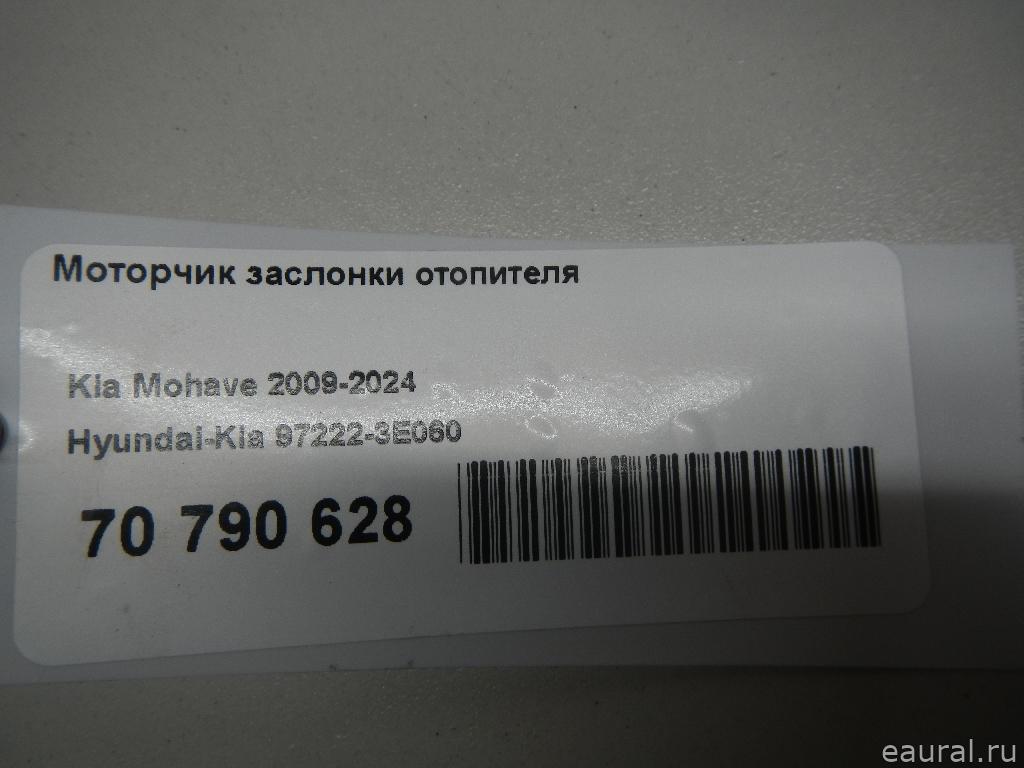 Моторчик заслонки отопителя
Kia Mohave 2009-2024
Hyundai-Kia 97222-3E060
70 790 628
eaural.ru